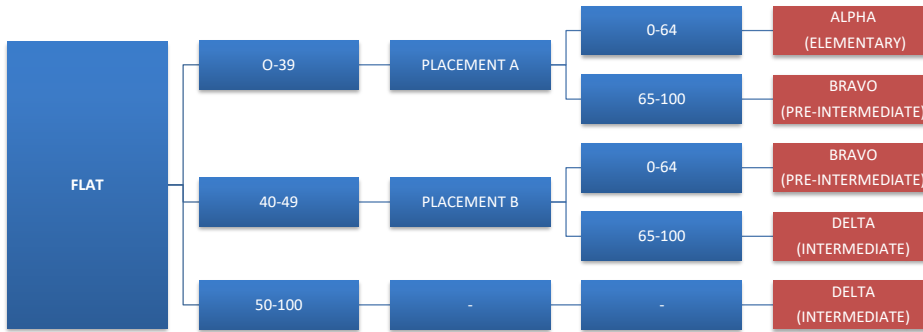 FLAT
O-39
PLACEMENT A
0-64
ALPHA
(ELEMENTARY)
65-100
BRAVO
(PRE-INTERMEDIATE)
40-49
PLACEMENT B
0-64
BRAVO
(PRE-INTERMEDIATE)
65-100
DELTA
(INTERMEDIATE)
50-100
-
-
DELTA
(INTERMEDIATE)